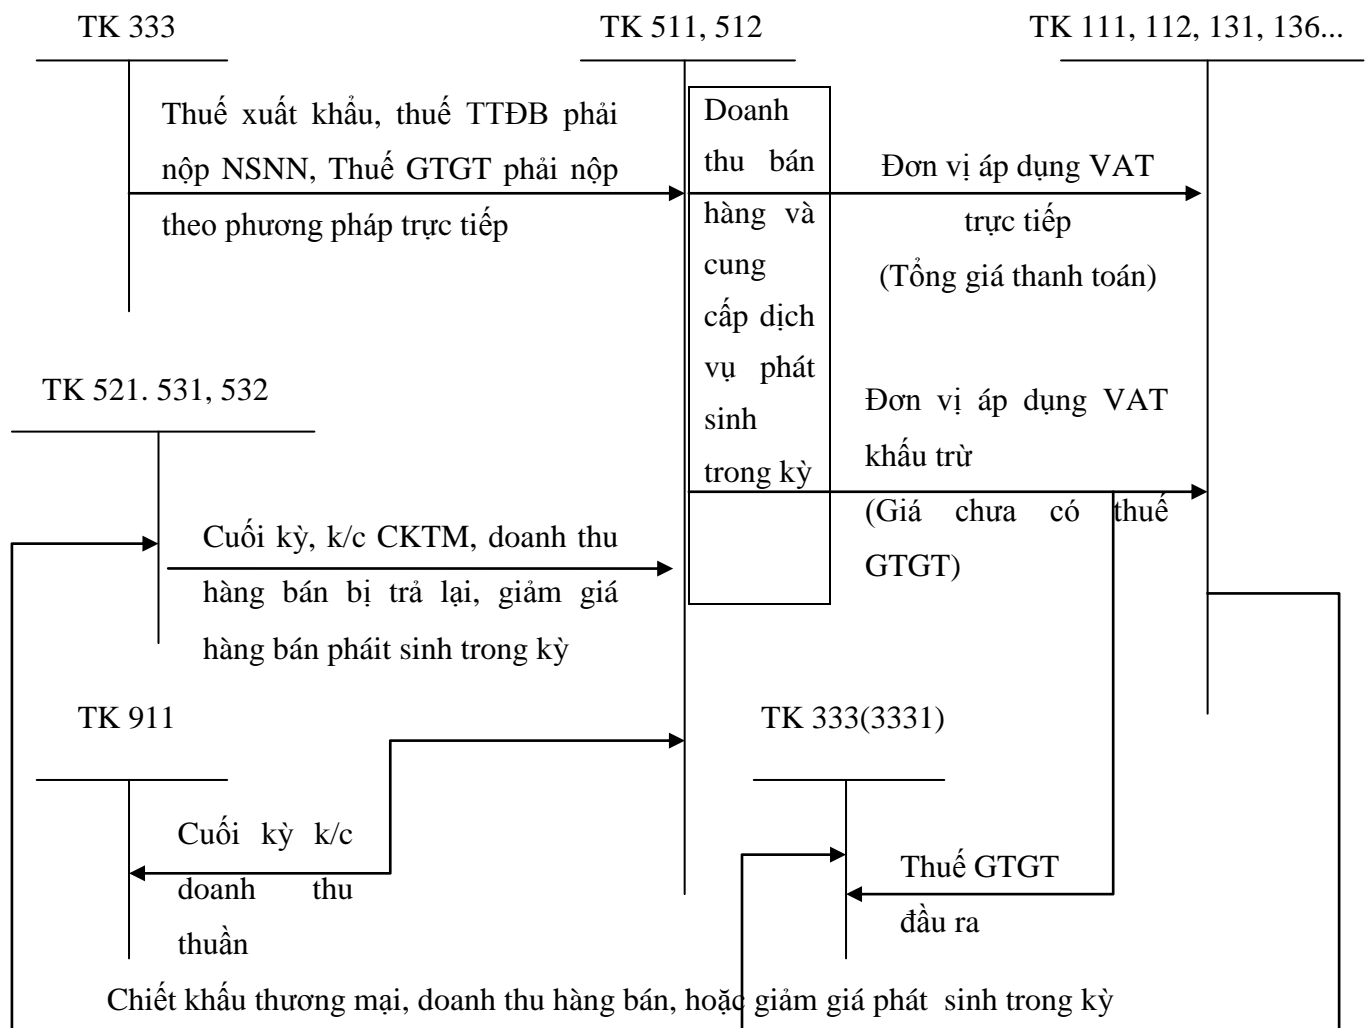 TK 333
TK 511, 512
TK 111, 112, 131, 136...
Thuế xuất khẩu, thuế TTĐB phải
nộp NSNN, Thuế GTGT phải nộp
theo phương pháp trực tiếp
Doanh
thu bán
hàng và
cung
cấp dịch
vụ phát
sinh
trong kỳ
Đơn vị áp dụng VAT
trực tiếp
(Tổng giá thanh toán)
TK 521. 531, 532
Đơn vị áp dụng VAT
khấu trừ
(Giá chưa có thuế
GTGT)
Cuối kỳ, k/c CKTM, doanh thu
hàng bán bị trả lại, giảm giá
hàng bán pháit sinh trong kỳ
TK 911
TK 333(3331)
Cuối kỳ k/c
doanh thu
thuần
Thuế GTGT
đầu ra
Chiết khấu thương mại, doanh thu hàng bán, hoặc giảm giá phát sinh trong kỳ